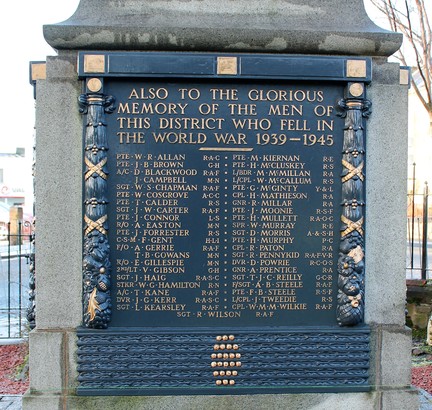 ALSO TO THE GLORIOUS
MEMORY OF THE MEN OF
THIS DISTRICT WHO FELL IN
THE WORLD WAR 1939-1945
PTE·W·R·ALLAN R·A·C • PTE·M·KIERNAN R·E
PTE·J·B·BROWN G·H • PTE·H·McCLUSKEY R·S
A/C·D·BLACKWOOD R·A·F • L/BDR M·McMILLAN R·A
J·CAMPBELL M·N • L/CPL·W·McCALLUM R·S
SGT·W·S·CHAPMAN R·A·F • PTE·G·McGINTY Y·&·L
PTE·W·COSGROVE A·C·C • CPL·H·MATHIESON R·A
PTE·T·CALDER R·S • GNR·R·MILLAR R·A
SGT·J·W·CARTER R·A·F • PTE·J·MOONIE R·S·F
PTE·J·CONNOR L·S • PTE·H·MULLETT R·A·O·C
R/O·A·EASTON M·N • SPR·W·MURRAY R·E
PTE·J·FORRESTER R·S • SGT·D·MORRIS A·&·S·H
C·S·M·F·GENT H·L·I • PTE·H·MURPHY P·C
F/O·A·GERRIE R·A·F • CPL·R·PATON R·A
T·B·GOWANS M·N • SGT·R·PENNYKID R·A·F·V·R
R/O·E·GILLESPIE M·N • DVR·D·POWRIE R·C·O·S
2ND/LT·V·GIBSON G·H • GNR·A·PRENTICE R·A
SGT·J·HAIG R·A·S·C • SGT·J·C·REILLY G·C·R
STKR·W·G·HAMILTON R·N • F/SGT·A·B·STEELE R·A·F
A/C·T·KANE R·A·F • PTE·F·B·STEELE R·S·F
DVR·J·G·KERR R·A·S·C • L/CPL·J·TWEEDIE R·S
SGT·L·KEARSLEY R·A·F • CPL·W·M·M·WILKIE R·A·F
SGT·R·WILSON R·A·F